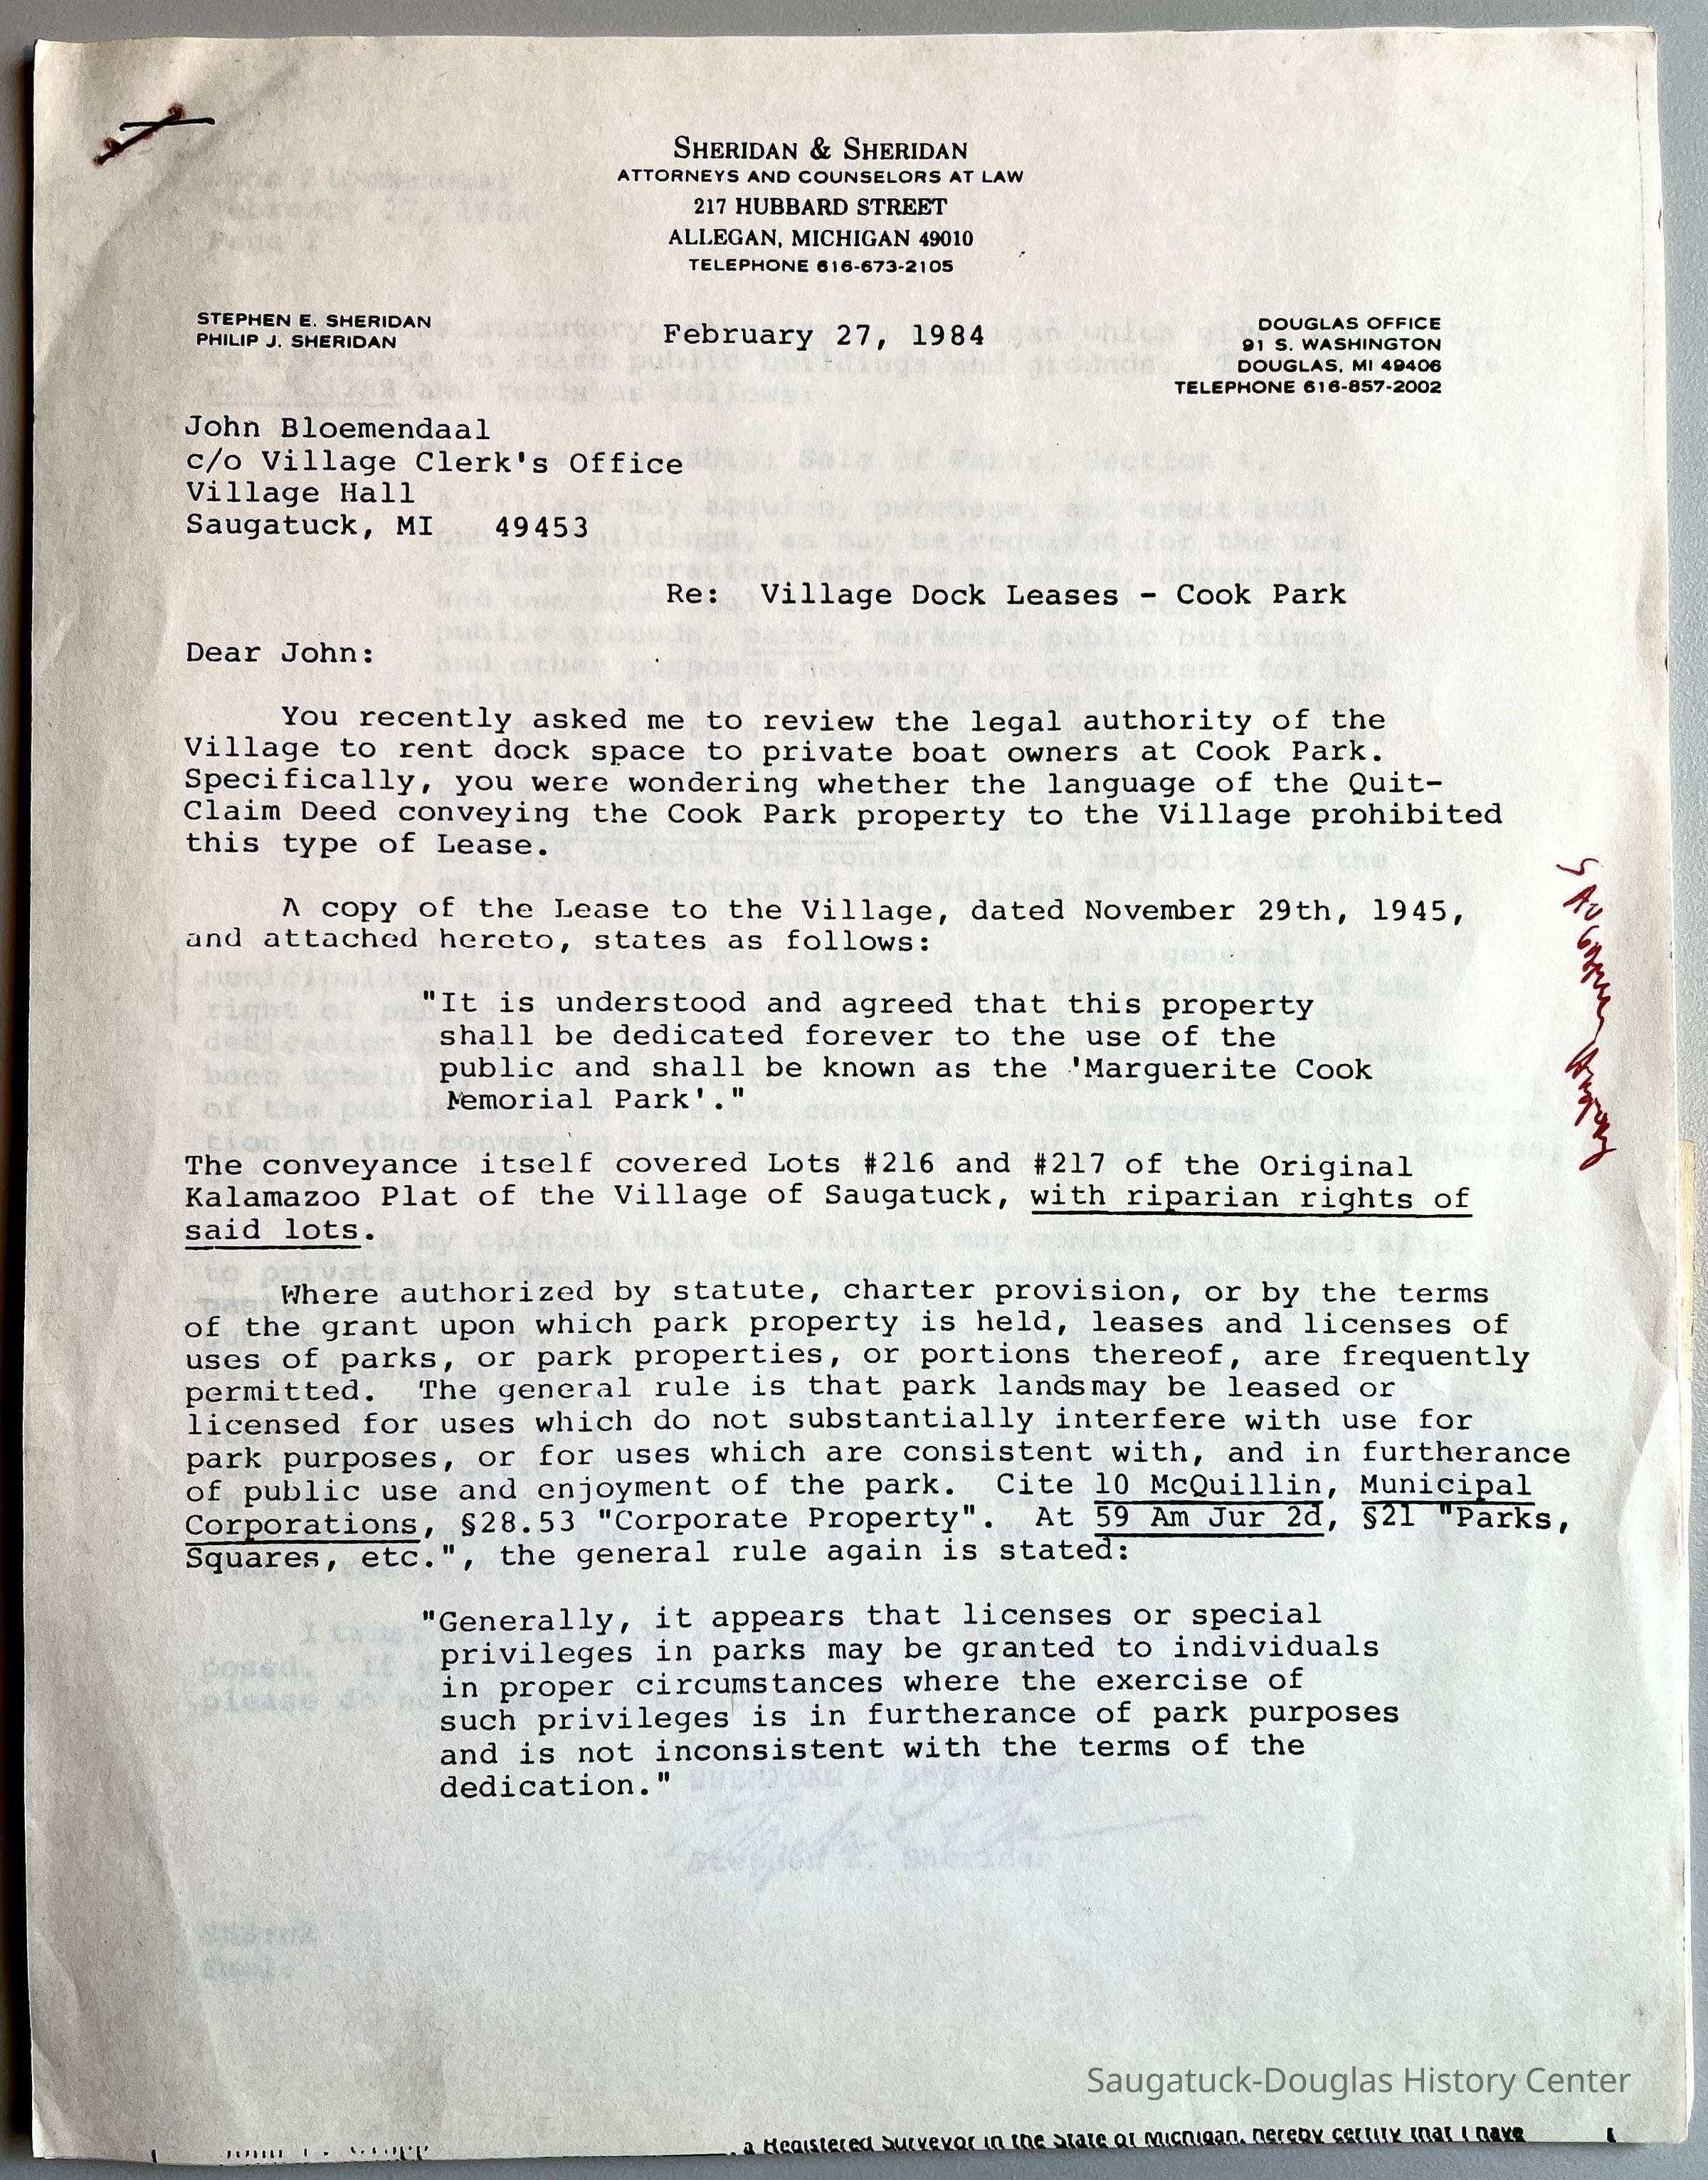 SHERIDAN & SHERIDAN
ATTORNEYS AND COUNSELORS AT LAW
217 HUBBARD STREET
ALLEGAN, MICHIGAN 49010
TELEPHONE 616-673-2105
STEPHEN E. SHERIDAN
PHILIP J. SHERIDAN
February 27, 1984
DOUGLAS OFFICE
91 S. WASHINGTON
DOUGLAS, MI 49406
TELEPHONE 616-857-2002
John Bloemendaal
c/o Village Clerk's Office
Village Hall
Saugatuck, MI 49453
Re: Village Dock Leases - Cook Park
Dear John:
You recently asked me to review the legal authority of the
Village to rent dock space to private boat owners at Cook Park.
Specifically, you were wondering whether the language of the Quit-
Claim Deed conveying the Cook Park property to the Village prohibited
this type of Lease.
A copy of the Lease to the Village, dated November 29th, 1945,
and attached hereto, states as follows:
"It is understood and agreed that this property
shall be dedicated forever to the use of the
public and shall be known as the 'Marguerite Cook
Memorial Park'."
The conveyance itself covered Lots #216 and #217 of the Original
Kalamazoo Plat of the Village of Saugatuck, with riparian rights of
said lots.
Where authorized by statute, charter provision, or by the terms
of the grant upon which park property is held, leases and licenses of
uses of parks, or park properties, or portions thereof, are frequently
permitted. The general rule is that park lands may be leased or
licensed for uses which do not substantially interfere with use for
park purposes, or for uses which are consistent with, and in furtherance
of public use and enjoyment of the park. Cite 10 McQuillin, Municipal
Corporations, §28.53 "Corporate Property". At 59 Am Jur 2d, §21 "Parks,
Squares, etc.", the general rule again is stated:
"Generally, it appears that licenses or special
privileges in parks may be granted to individuals
in proper circumstances where the exercise of
such privileges is in furtherance of park purposes
and is not inconsistent with the terms of the
dedication."
Saugatuck-Douglas History Center
a Registered Surveyor in the State of Michigan, hereby certify that I have